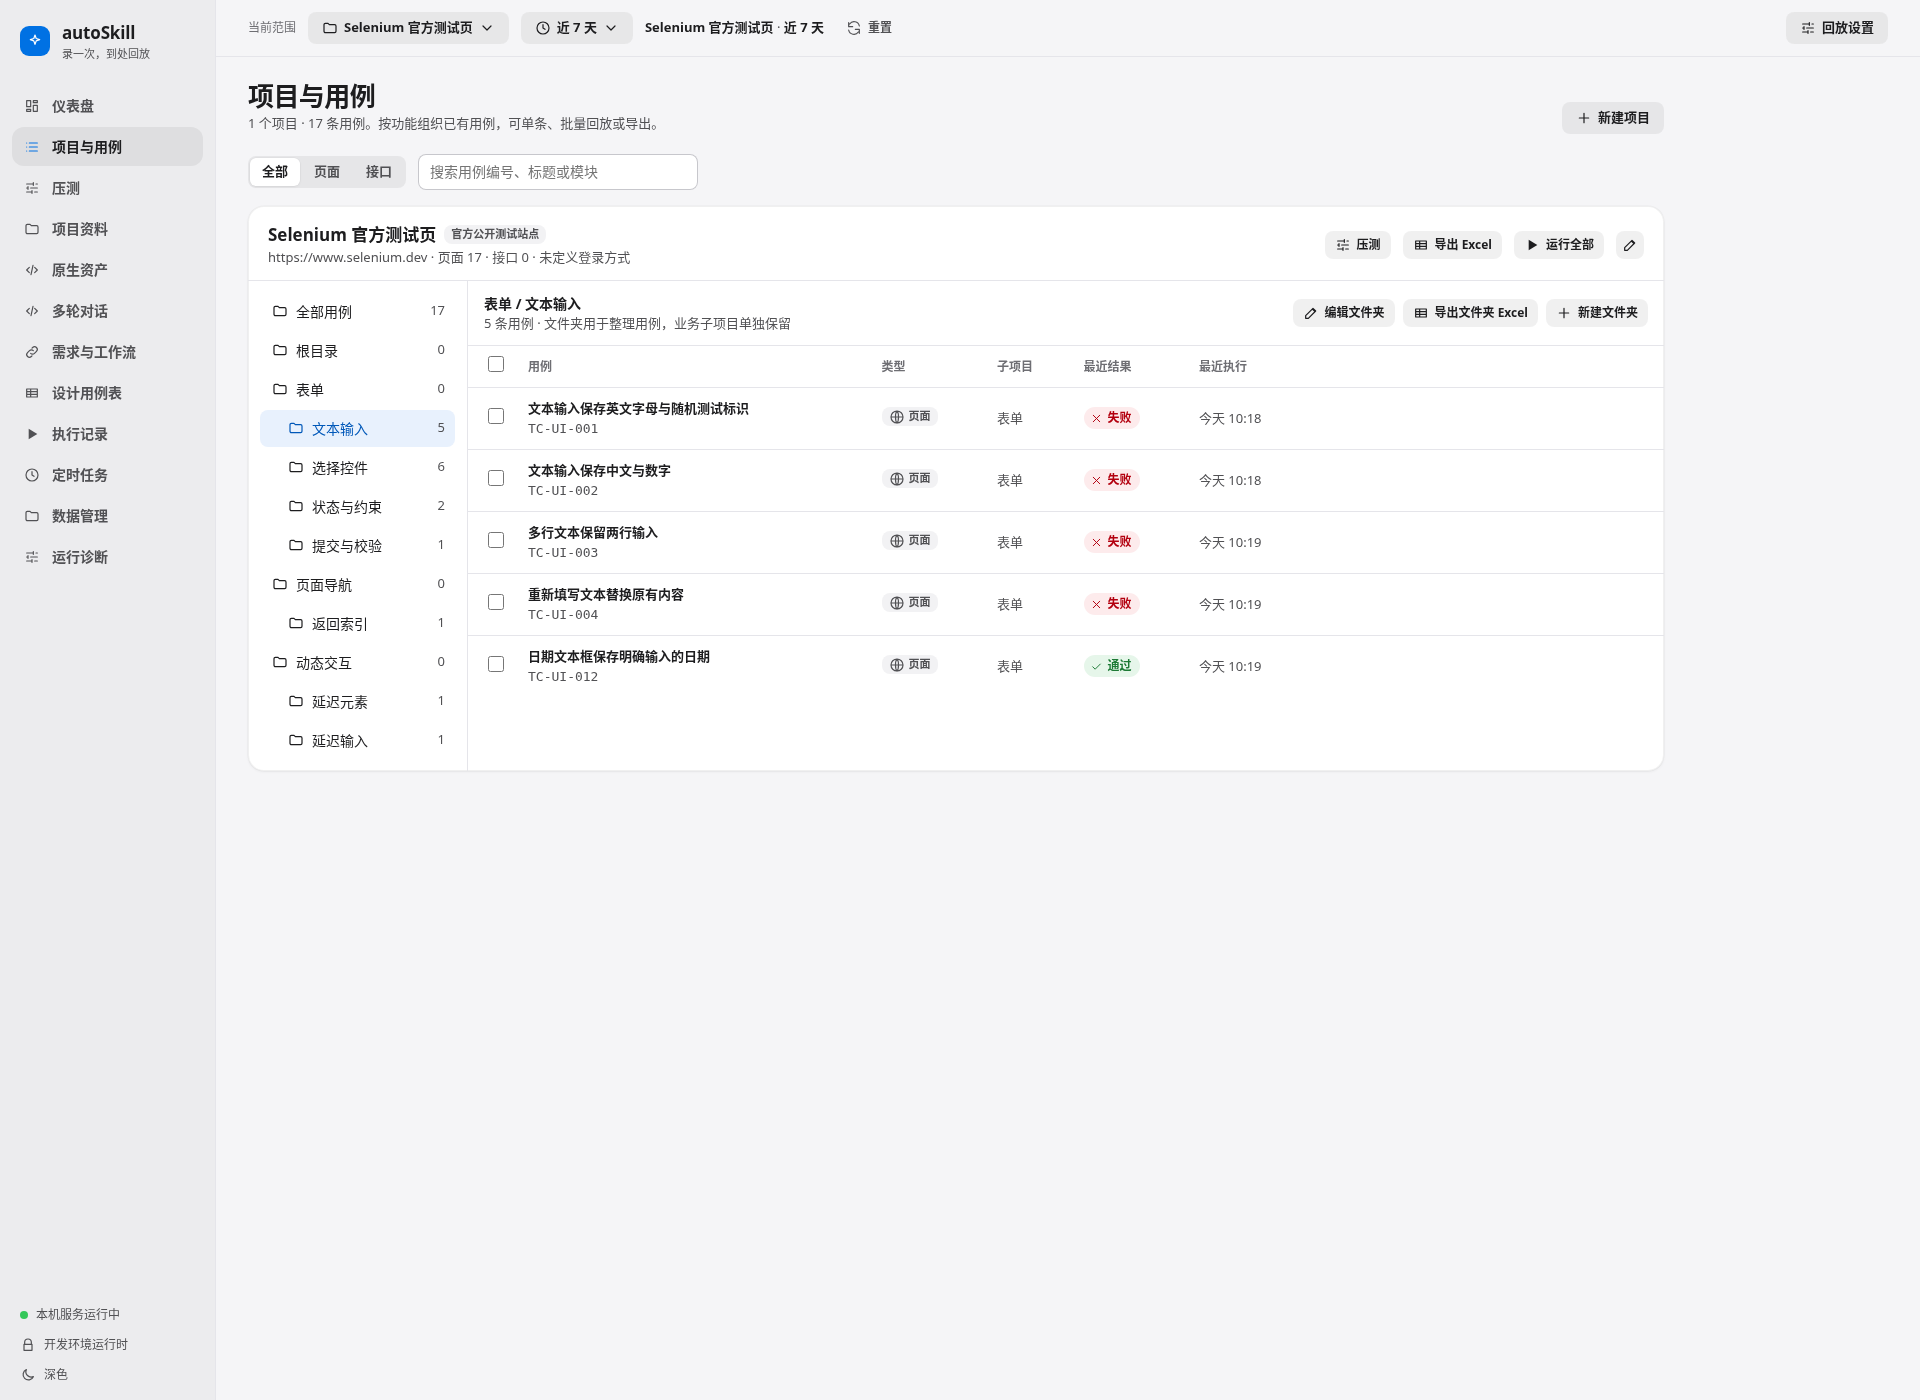 autoSkill
录一次，到处回放
仪表盘
项目与用例
压测
项目资料
原生资产
多轮对话
需求与工作流
设计用例表
执行记录
定时任务
数据管理
运行诊断
本机服务运行中
开发环境运行时
深色
当前范围
Selenium 官方测试页
近 7 天
Selenium 官方测试页 · 近 7 天
重置
回放设置
项目与用例
1 个项目 · 17 条用例。按功能组织已有用例，可单条、批量回放或导出。
新建项目
全部
页面
接口
搜索用例编号、标题或模块
Selenium 官方测试页 官方公开测试站点
https://www.selenium.dev · 页面 17 · 接口 0 · 未定义登录方式
压测
导出 Excel
运行全部
全部用例 17
根目录 0
表单 0
文本输入 5
选择控件 6
状态与约束 2
提交与校验 1
页面导航 0
返回索引 1
动态交互 0
延迟元素 1
延迟输入 1
表单 / 文本输入
5 条用例 · 文件夹用于整理用例，业务子项目单独保留
编辑文件夹
导出文件夹 Excel
新建文件夹
用例 类型 子项目 最近结果 最近执行
文本输入保存英文字母与随机测试标识
TC-UI-001
页面 表单 失败 今天 10:18
文本输入保存中文与数字
TC-UI-002
页面 表单 失败 今天 10:18
多行文本保留两行输入
TC-UI-003
页面 表单 失败 今天 10:19
重新填写文本替换原有内容
TC-UI-004
页面 表单 失败 今天 10:19
日期文本框保存明确输入的日期
TC-UI-012
页面 表单 通过 今天 10:19